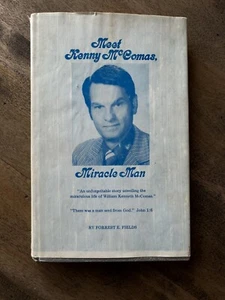 Meet
Kenny McComas,
Miracle Man
"An unforgettable story unveiling the
miraculous life of William Kenneth McComas."
"There was a man sent from God." John 1:6
BY FORREST E. FIELDS